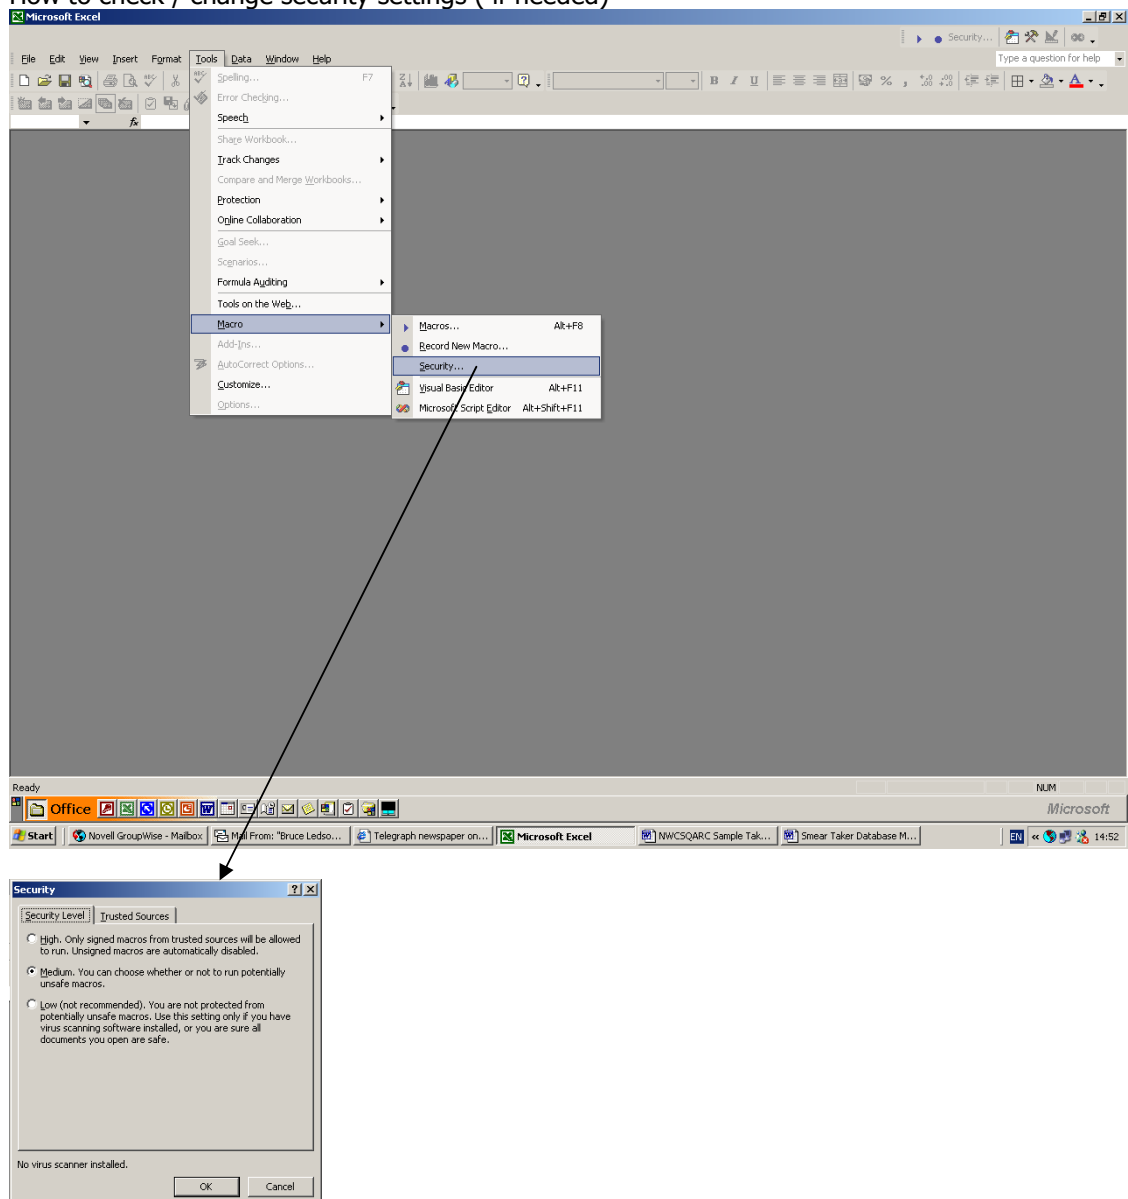 How to check / change security settings ( if needed)
Microsoft Excel
Security...
File Edit View Insert Format Tools Data Window Help
Type a question for help
B I U
Spelling... F7
Error Checking...
Speech
Share Workbook...
Track Changes
Compare and Merge Workbooks...
Protection
Online Collaboration
Goal Seek...
Scenarios...
Formula Auditing
Tools on the Web...
Macro
Add-Ins...
AutoCorrect Options...
Customize...
Options...
Macros... Alt+F8
Record New Macro...
Security...
Visual Basic Editor Alt+F11
Microsoft Script Editor Alt+Shift+F11
Ready
NUM
Office
Microsoft
Start Novell GroupWise - Mailbox Mail From: "Bruce Ledso... Telegraph newspaper on... Microsoft Excel NWCSQARC Sample Tak... Smear Taker Database M... EN « 14:52
Security
Security Level Trusted Sources
High. Only signed macros from trusted sources will be allowed
to run. Unsigned macros are automatically disabled.
Medium. You can choose whether or not to run potentially
unsafe macros.
Low (not recommended). You are not protected from
potentially unsafe macros. Use this setting only if you have
virus scanning software installed, or you are sure all
documents you open are safe.
No virus scanner installed.
OK Cancel